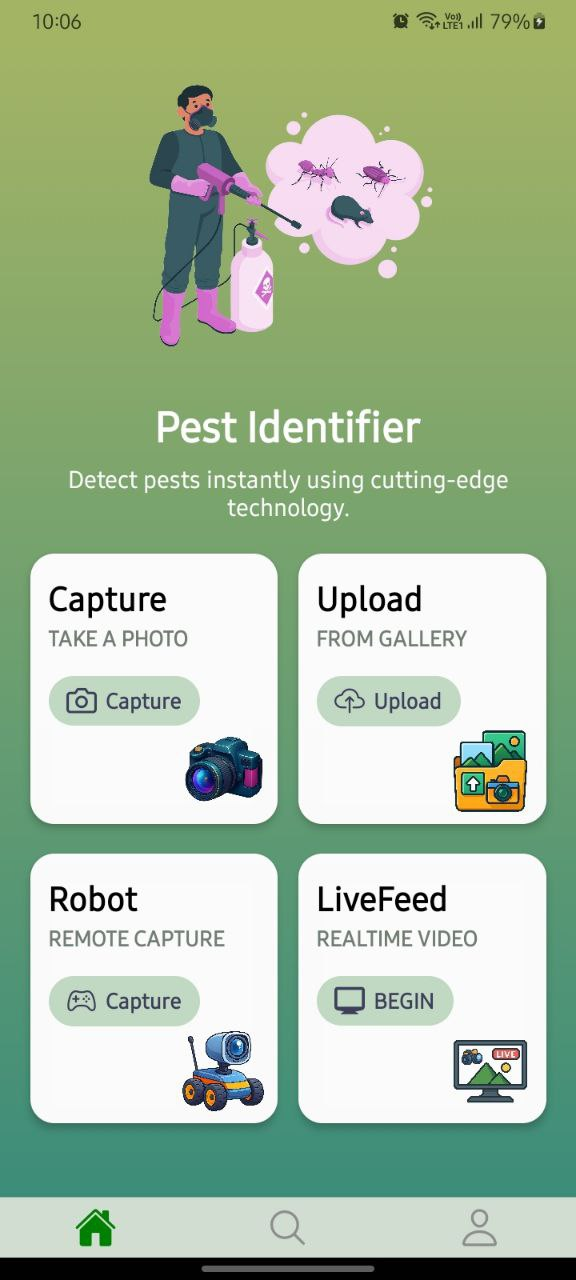 10:06
Vo))
LTE1
79%
Pest Identifier
Detect pests instantly using cutting-edge
technology.
Capture
TAKE A PHOTO
Capture
Upload
FROM GALLERY
Upload
Robot
REMOTE CAPTURE
Capture
LiveFeed
REALTIME VIDEO
BEGIN
LIVE